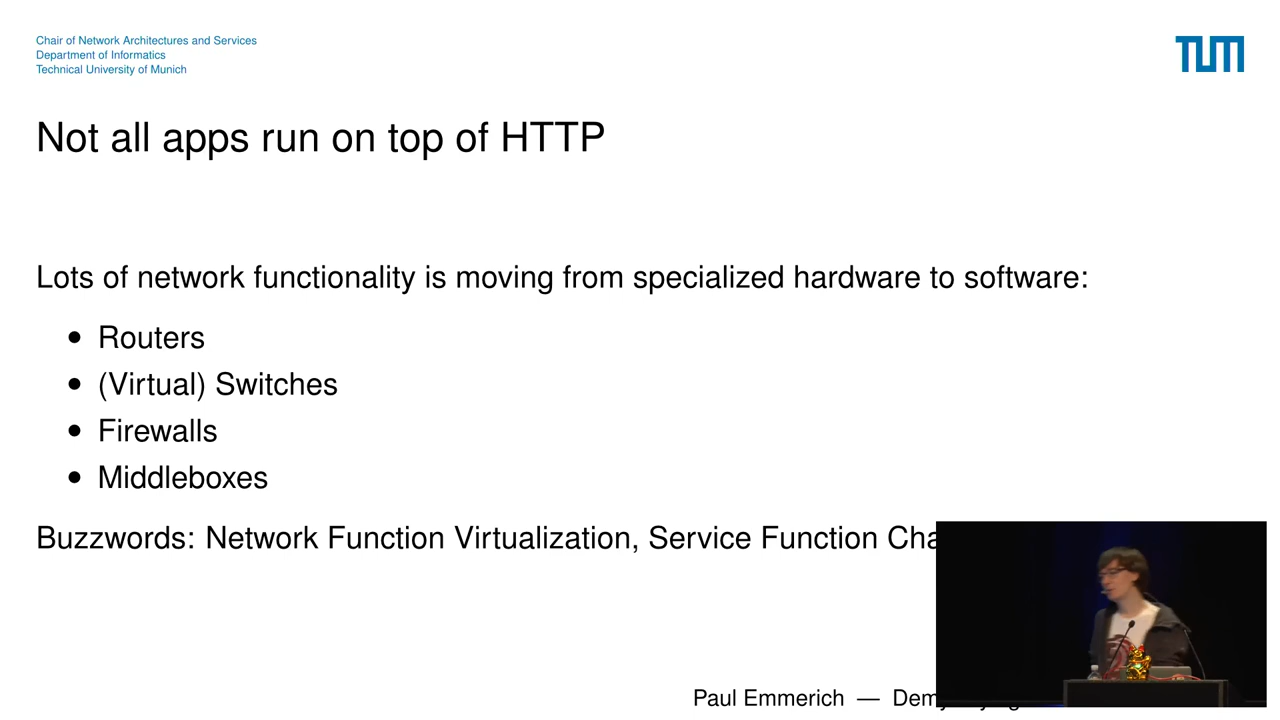 Chair of Network Architectures and Services
Department of Informatics
Technical University of Munich
TUM
Not all apps run on top of HTTP
Lots of network functionality is moving from specialized hardware to software:
• Routers
• (Virtual) Switches
• Firewalls
• Middleboxes
Buzzwords: Network Function Virtualization, Service Function
Paul Emmerich —